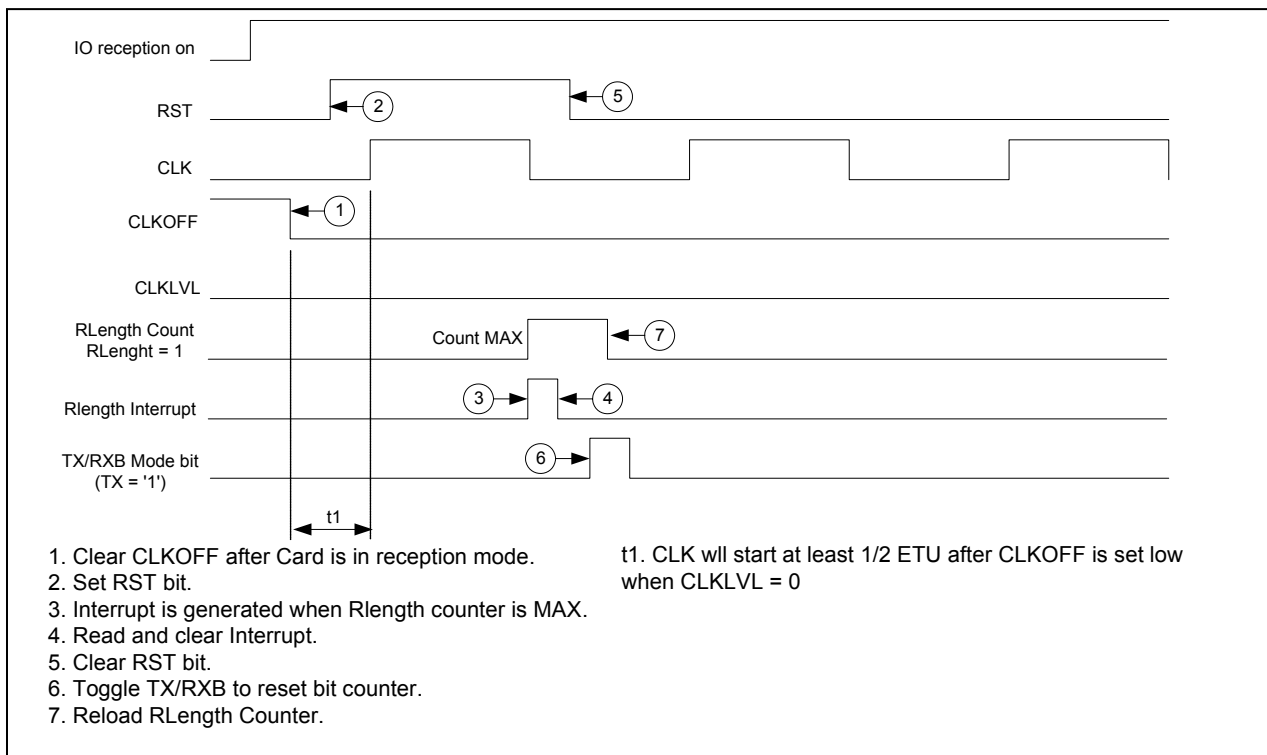 IO reception on
RST
2
5
CLK
CLKOFF
1
CLKLVL
RLength Count
RLenght = 1
Count MAX
7
Rlength Interrupt
3
4
TX/RXB Mode bit
(TX = '1')
6
t1
1. Clear CLKOFF after Card is in reception mode.
2. Set RST bit.
3. Interrupt is generated when Rlength counter is MAX.
4. Read and clear Interrupt.
5. Clear RST bit.
6. Toggle TX/RXB to reset bit counter.
7. Reload RLength Counter.
t1. CLK wll start at least 1/2 ETU after CLKOFF is set low
when CLKLVL = 0